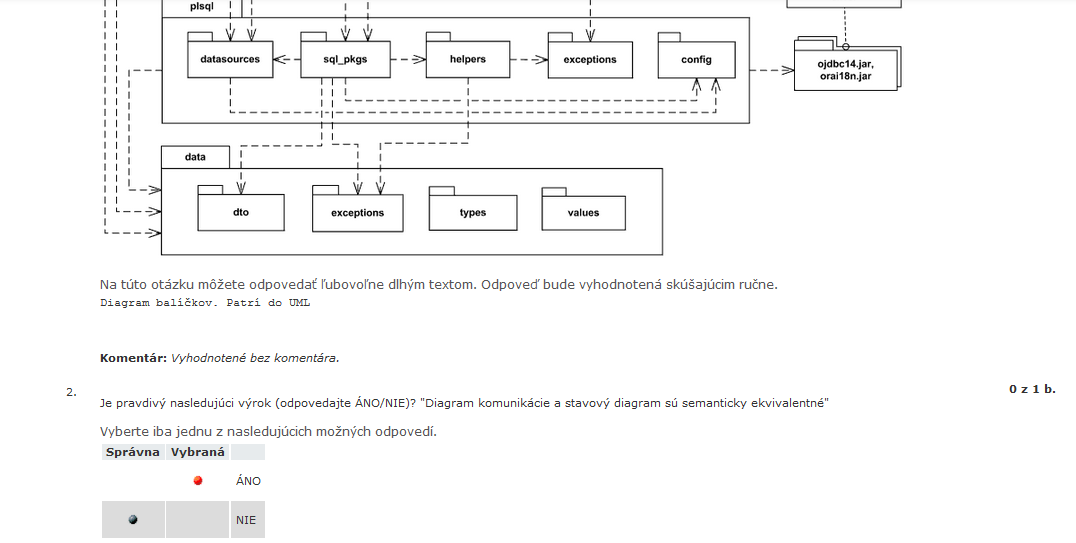 plsql
datasources
sql_pkgs
helpers
exceptions
config
ojdbc14.jar,
orai18n.jar
data
dto
exceptions
types
values
Na túto otázku môžete odpovedať ľubovoľne dlhým textom. Odpoveď bude vyhodnotená skúšajúcim ručne.
Diagram balíčkov. Patrí do UML
Komentár: Vyhodnotené bez komentára.
0 z 1 b.
2.
Je pravdivý nasledujúci výrok (odpovedajte ÁNO/NIE)? "Diagram komunikácie a stavový diagram sú semanticky ekvivalentné"
Vyberte iba jednu z nasledujúcich možných odpovedí.
Správna Vybraná
ÁNO
NIE